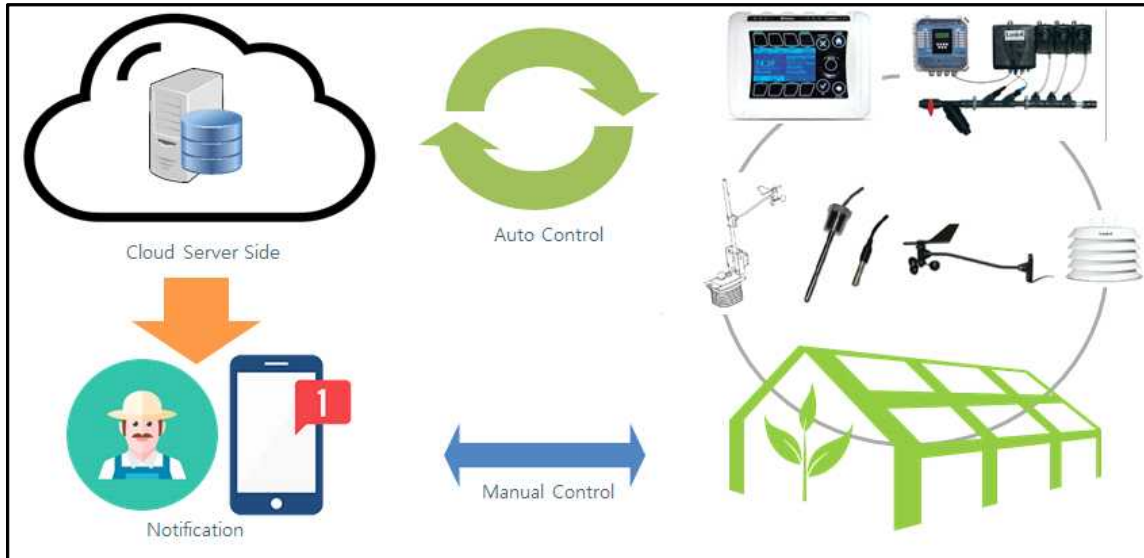 Cloud Server Side
Auto Control
1
Manual Control
Notification